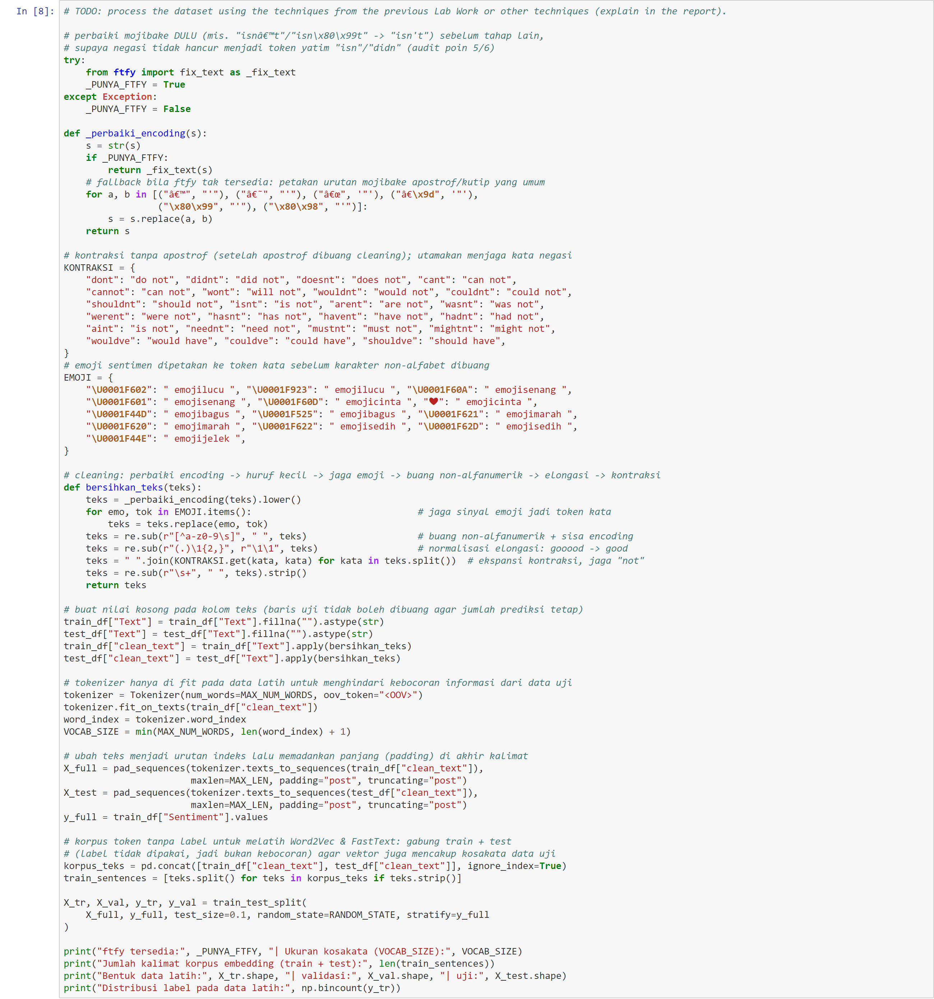 In [8]:
# TODO: process the dataset using the techniques from the previous Lab Work or other techniques (explain in the report).

# perbaiki mojibake DULU (mis. "isnâ€™t"/"isn\x80\x99t" -> "isn't") sebelum tahap lain,
# supaya negasi tidak hancur menjadi token yatim "isn"/"didn" (audit poin 5/6)
try:
    from ftfy import fix_text as _fix_text
    _PUNYA_FTFY = True
except Exception:
    _PUNYA_FTFY = False

def _perbaiki_encoding(s):
    s = str(s)
    if _PUNYA_FTFY:
        return _fix_text(s)
    # fallback bila ftfy tak tersedia: petakan urutan mojibake apostrof/kutip yang umum
    for a, b in [("â€™", "'"), ("â€˜", "'"), ("â€œ", '"'), ("â€\x9d", '"'),
                 ("\x80\x99", "'"), ("\x80\x98", "'")]:
        s = s.replace(a, b)
    return s

# kontraksi tanpa apostrof (setelah apostrof dibuang cleaning); utamakan menjaga kata negasi
KONTRAKSI = {
    "dont": "do not", "didnt": "did not", "doesnt": "does not", "cant": "can not",
    "cannot": "can not", "wont": "will not", "wouldnt": "would not", "couldnt": "could not",
    "shouldnt": "should not", "isnt": "is not", "arent": "are not", "wasnt": "was not",
    "werent": "were not", "hasnt": "has not", "havent": "have not", "hadnt": "had not",
    "aint": "is not", "neednt": "need not", "mustnt": "must not", "mightnt": "might not",
    "wouldve": "would have", "couldve": "could have", "shouldve": "should have",
}
# emoji sentimen dipetakan ke token kata sebelum karakter non-alfabet dibuang
EMOJI = {
    "\U0001F602": " emojilucu ", "\U0001F923": " emojilucu ", "\U0001F60A": " emojisenang ",
    "\U0001F601": " emojisenang ", "\U0001F60D": " emojicinta ", "❤": " emojicinta ",
    "\U0001F44D": " emojibagus ", "\U0001F525": " emojibagus ", "\U0001F621": " emojimarah ",
    "\U0001F620": " emojimarah ", "\U0001F622": " emojisedih ", "\U0001F62D": " emojisedih ",
    "\U0001F44E": " emojijelek ",
}

# cleaning: perbaiki encoding -> huruf kecil -> jaga emoji -> buang non-alfanumerik -> elongasi -> kontraksi
def bersihkan_teks(teks):
    teks = _perbaiki_encoding(teks).lower()
    for emo, tok in EMOJI.items():                              # jaga sinyal emoji jadi token kata
        teks = teks.replace(emo, tok)
    teks = re.sub(r"[^a-z0-9\s]", " ", teks)                    # buang non-alfanumerik + sisa encoding
    teks = re.sub(r"(.)\1{2,}", r"\1\1", teks)                  # normalisasi elongasi: gooood -> good
    teks = " ".join(KONTRAKSI.get(kata, kata) for kata in teks.split())  # ekspansi kontraksi, jaga "not"
    teks = re.sub(r"\s+", " ", teks).strip()
    return teks

# buat nilai kosong pada kolom teks (baris uji tidak boleh dibuang agar jumlah prediksi tetap)
train_df["Text"] = train_df["Text"].fillna("").astype(str)
test_df["Text"] = test_df["Text"].fillna("").astype(str)
train_df["clean_text"] = train_df["Text"].apply(bersihkan_teks)
test_df["clean_text"] = test_df["Text"].apply(bersihkan_teks)

# tokenizer hanya di fit pada data latih untuk menghindari kebocoran informasi dari data uji
tokenizer = Tokenizer(num_words=MAX_NUM_WORDS, oov_token="<OOV>")
tokenizer.fit_on_texts(train_df["clean_text"])
word_index = tokenizer.word_index
VOCAB_SIZE = min(MAX_NUM_WORDS, len(word_index) + 1)

# ubah teks menjadi urutan indeks lalu memadankan panjang (padding) di akhir kalimat
X_full = pad_sequences(tokenizer.texts_to_sequences(train_df["clean_text"]),
                       maxlen=MAX_LEN, padding="post", truncating="post")
X_test = pad_sequences(tokenizer.texts_to_sequences(test_df["clean_text"]),
                       maxlen=MAX_LEN, padding="post", truncating="post")
y_full = train_df["Sentiment"].values

# korpus token tanpa label untuk melatih Word2Vec & FastText: gabung train + test
# (label tidak dipakai, jadi bukan kebocoran) agar vektor juga mencakup kosakata data uji
korpus_teks = pd.concat([train_df["clean_text"], test_df["clean_text"]], ignore_index=True)
train_sentences = [teks.split() for teks in korpus_teks if teks.strip()]

X_tr, X_val, y_tr, y_val = train_test_split(
    X_full, y_full, test_size=0.1, random_state=RANDOM_STATE, stratify=y_full
)

print("ftfy tersedia:", _PUNYA_FTFY, "| Ukuran kosakata (VOCAB_SIZE):", VOCAB_SIZE)
print("Jumlah kalimat korpus embedding (train + test):", len(train_sentences))
print("Bentuk data latih:", X_tr.shape, "| validasi:", X_val.shape, "| uji:", X_test.shape)
print("Distribusi label pada data latih:", np.bincount(y_tr))